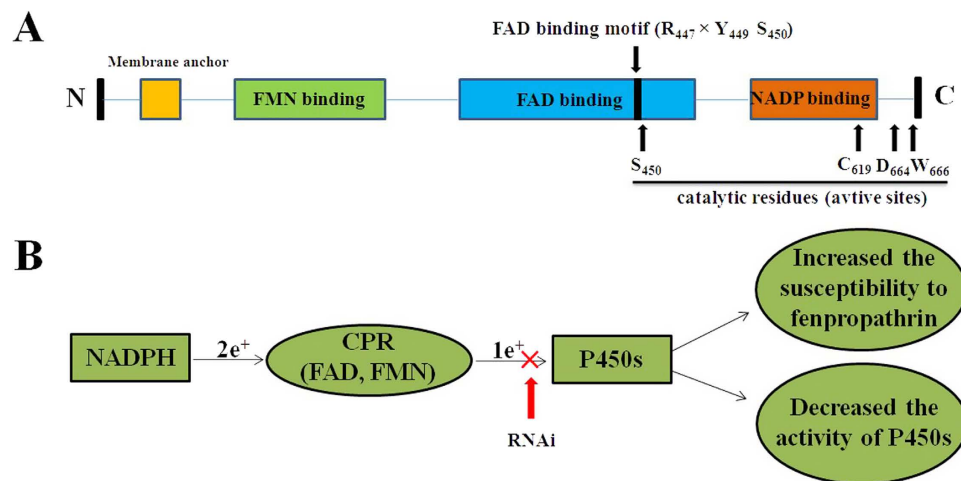 A
FAD binding motif (R₄₄₇ × Y₄₄₉ S₄₅₀)
Membrane anchor
N
FMN binding
FAD binding
NADP binding
C
S₄₅₀
C₆₁₉
D₆₆₄
W₆₆₆
catalytic residues (avtive sites)
B
NADPH
2e⁺
CPR
(FAD, FMN)
1e⁺
RNAi
P450s
Increased the
susceptibility to
fenpropathrin
Decreased the
activity of P450s